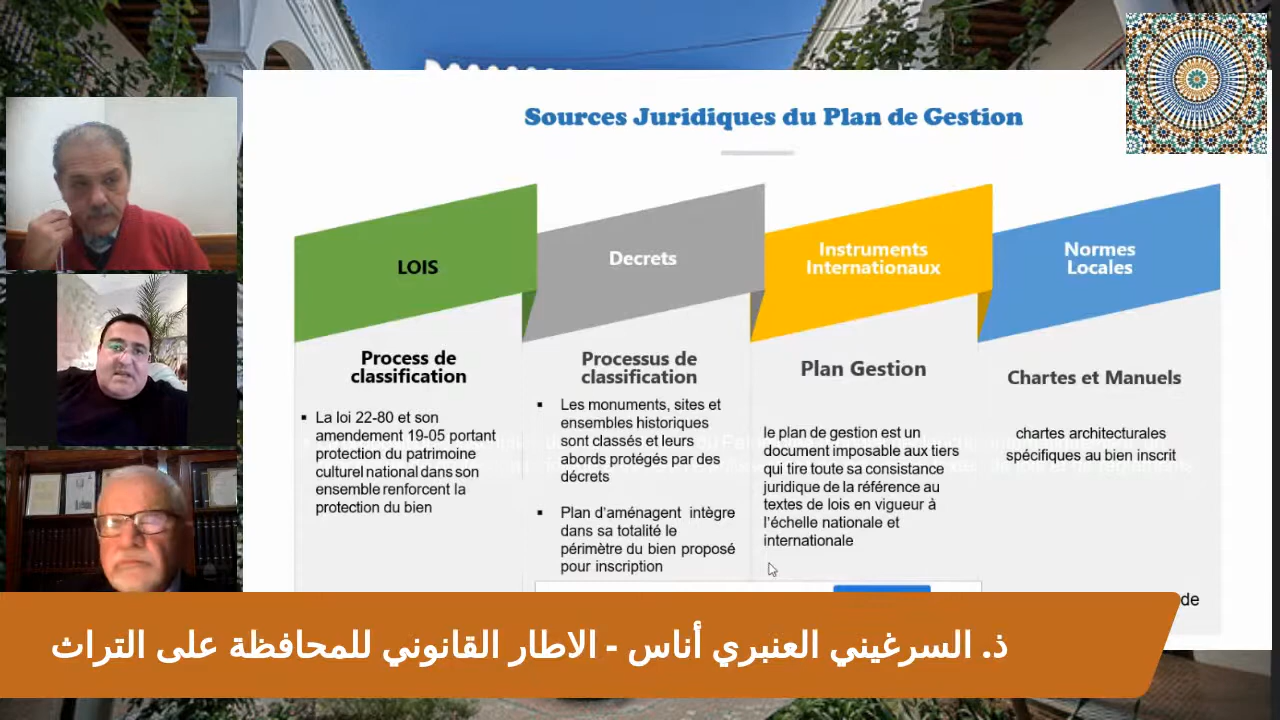 Sources Juridiques du Plan de Gestion
LOIS
Process de
classification
▪ La loi 22-80 et son
amendement 19-05 portant
protection du patrimoine
culturel national dans son
ensemble renforcent la
protection du bien
Decrets
Processus de
classification
▪ Les monuments, sites et
ensembles historiques
sont classés et leurs
abords protégés par des
décrets
▪ Plan d’aménagent intègre
dans sa totalité le
périmètre du bien proposé
pour inscription
Instruments
Internationaux
Plan Gestion
le plan de gestion est un
document imposable aux tiers
qui tire toute sa consistance
juridique de la référence au
textes de lois en vigueur à
l’échelle nationale et
internationale
Normes
Locales
Chartes et Manuels
chartes architecturales
spécifiques au bien inscrit
de
ذ. السرغيني العنبري أناس - الاطار القانوني للمحافظة على التراث